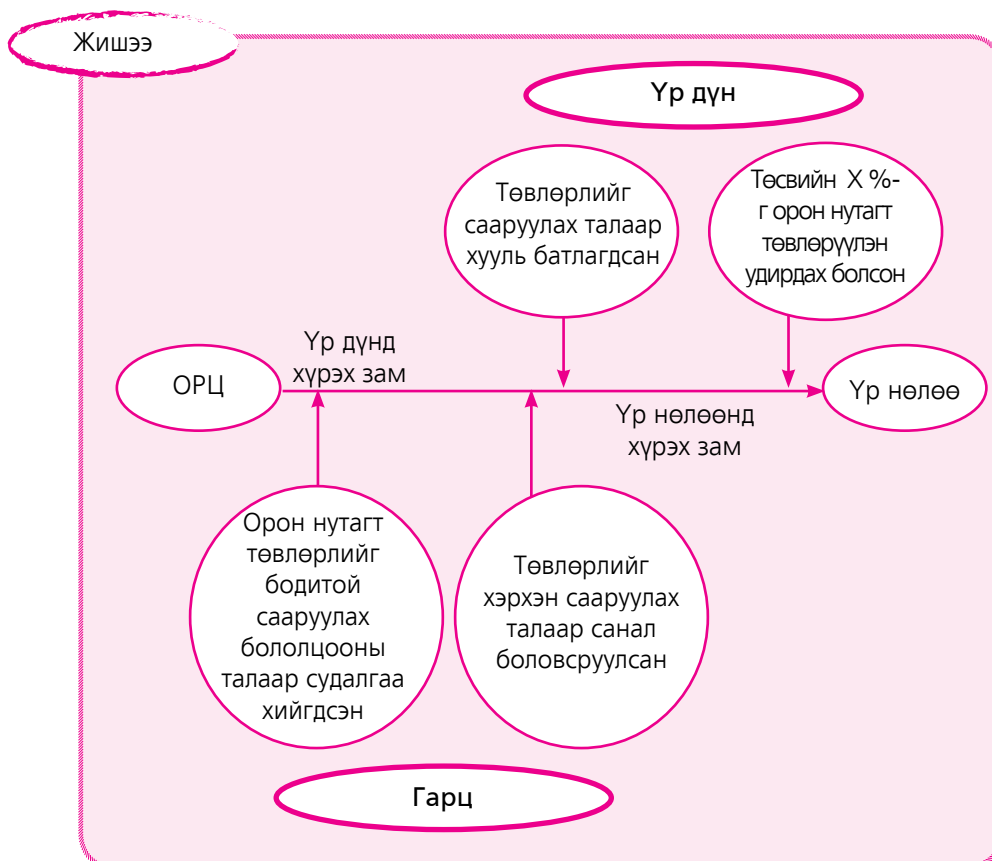 Жишээ
Үр дүн
Төвлөрлийг
сааруулах талаар
хууль батлагдсан
Төсвийн X %-
г орон нутагт
төвлөрүүлэн
удирдах болсон
Үр дүнд
хүрэх зам
ОРЦ
Үр нөлөө
Үр нөлөөнд
хүрэх зам
Орон нутагт
төвлөрлийг
бодитой
сааруулах
бололцооны
талаар судалгаа
хийгдсэн
Төвлөрлийг
хэрхэн сааруулах
талаар санал
боловсруулсан
Гарц